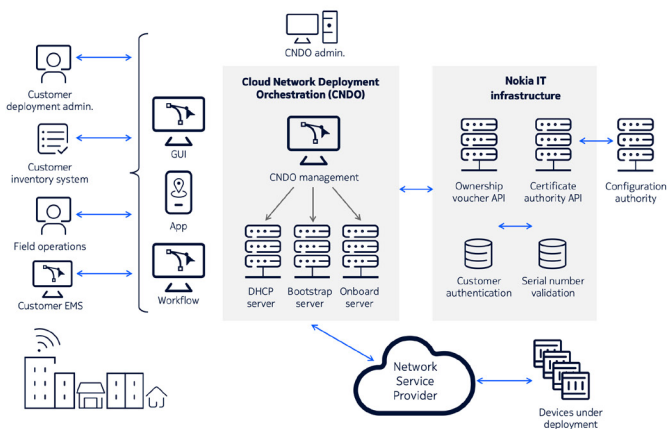 CNDO admin.
Customer
deployment admin.
Customer
inventory system
Field operations
Customer EMS
GUI
App
Workflow
Cloud Network Deployment
Orchestration (CNDO)
CNDO management
DHCP
server
Bootstrap
server
Onboard
server
Nokia IT
infrastructure
Ownership
voucher API
Certificate
authority API
Configuration
authority
Customer
authentication
Serial number
validation
Network
Service
Provider
Devices under
deployment